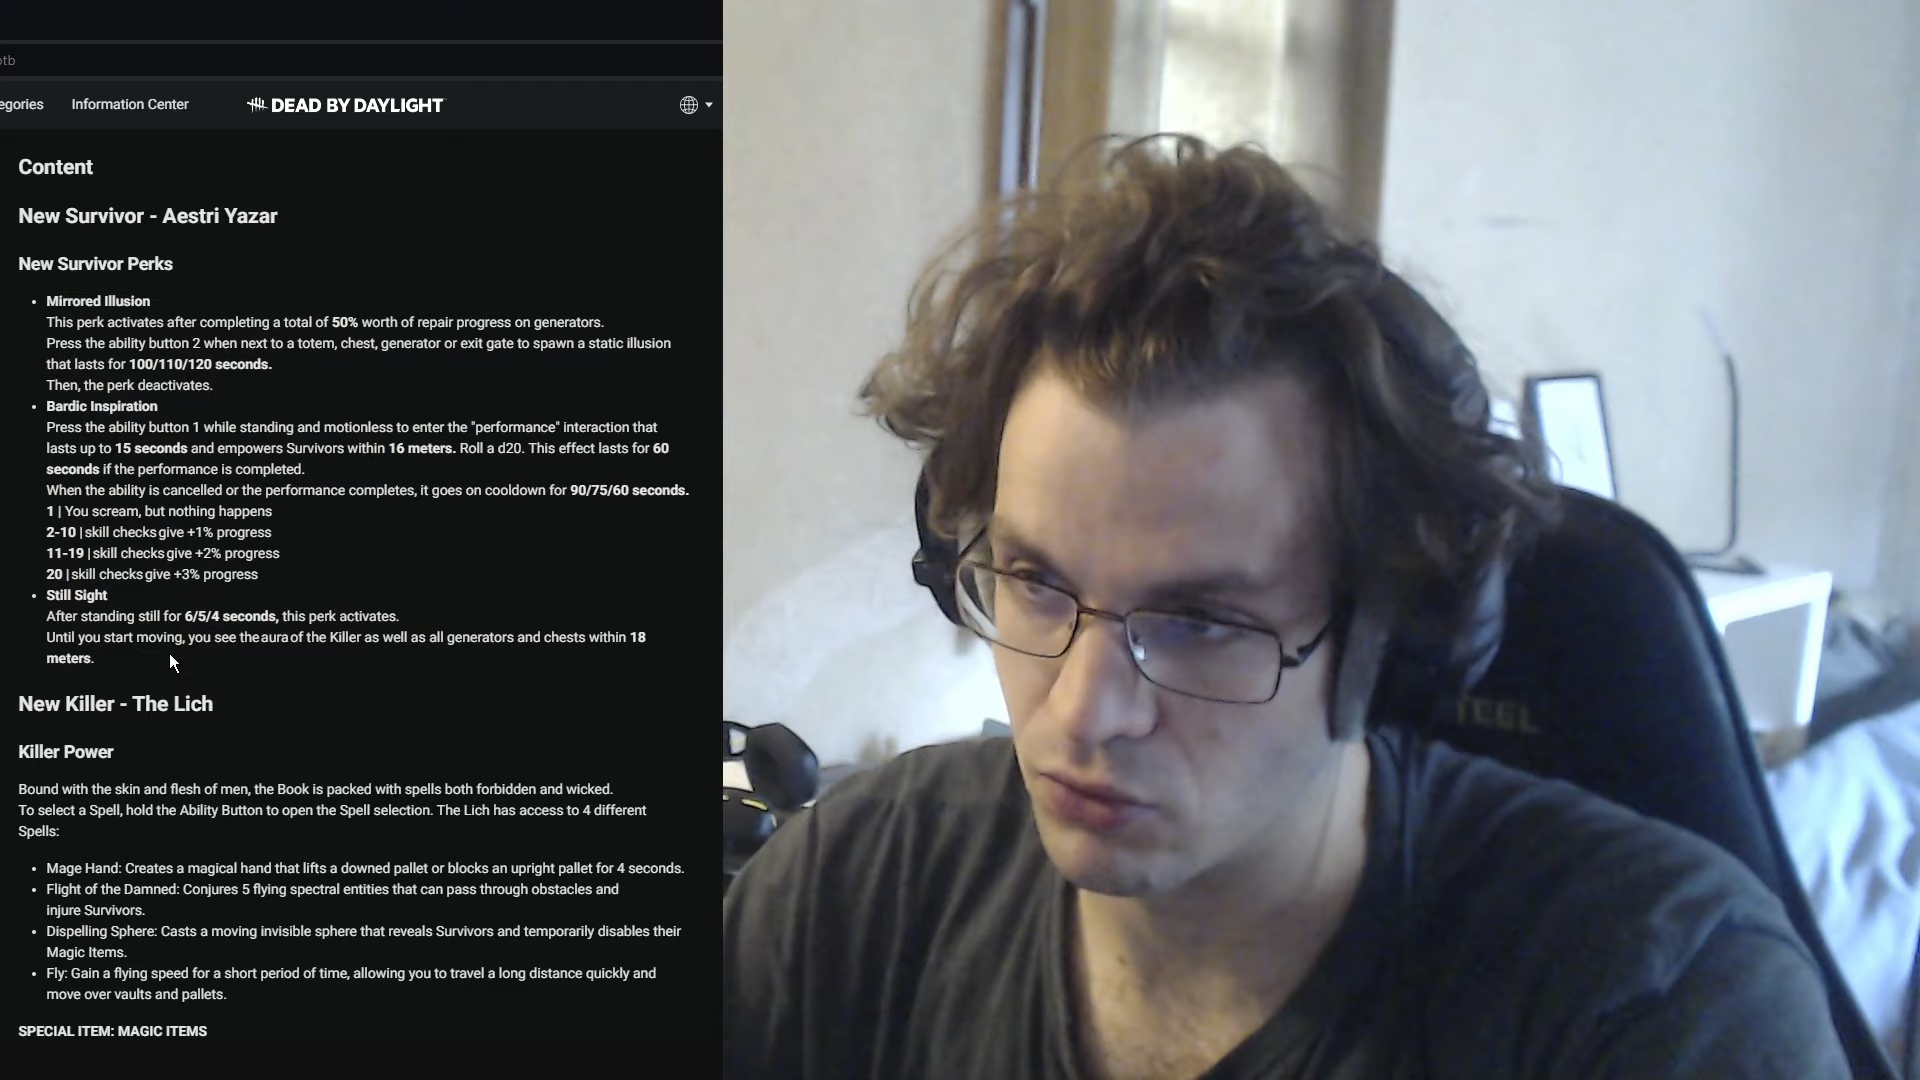 otb
egories Information Center DEAD BY DAYLIGHT
Content
New Survivor - Aestri Yazar
New Survivor Perks
• Mirrored Illusion
This perk activates after completing a total of 50% worth of repair progress on generators.
Press the ability button 2 when next to a totem, chest, generator or exit gate to spawn a static illusion
that lasts for 100/110/120 seconds.
Then, the perk deactivates.
• Bardic Inspiration
Press the ability button 1 while standing and motionless to enter the "performance" interaction that
lasts up to 15 seconds and empowers Survivors within 16 meters. Roll a d20. This effect lasts for 60
seconds if the performance is completed.
When the ability is cancelled or the performance completes, it goes on cooldown for 90/75/60 seconds.
1 | You scream, but nothing happens
2-10 | skill checks give +1% progress
11-19 | skill checks give +2% progress
20 | skill checks give +3% progress
• Still Sight
After standing still for 6/5/4 seconds, this perk activates.
Until you start moving, you see the aura of the Killer as well as all generators and chests within 18
meters.
New Killer - The Lich
Killer Power
Bound with the skin and flesh of men, the Book is packed with spells both forbidden and wicked.
To select a Spell, hold the Ability Button to open the Spell selection. The Lich has access to 4 different
Spells:
• Mage Hand: Creates a magical hand that lifts a downed pallet or blocks an upright pallet for 4 seconds.
• Flight of the Damned: Conjures 5 flying spectral entities that can pass through obstacles and
injure Survivors.
• Dispelling Sphere: Casts a moving invisible sphere that reveals Survivors and temporarily disables their
Magic Items.
• Fly: Gain a flying speed for a short period of time, allowing you to travel a long distance quickly and
move over vaults and pallets.
SPECIAL ITEM: MAGIC ITEMS
TEEL